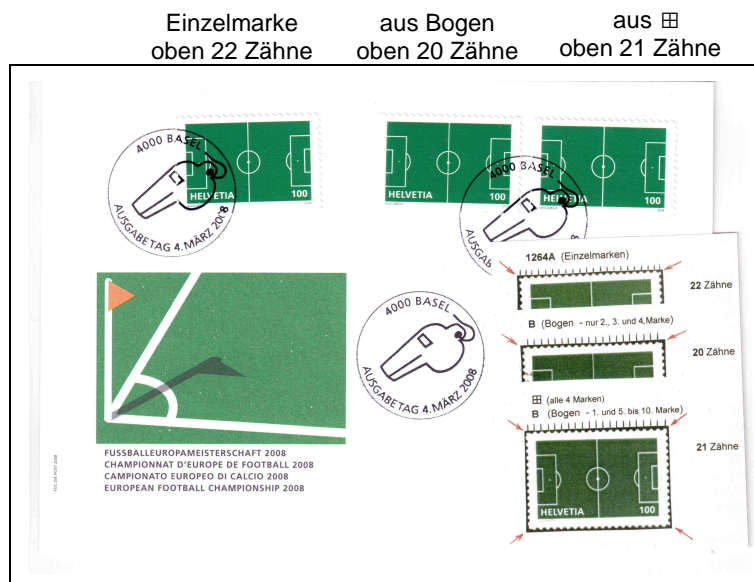 Einzelmarke
oben 22 Zähne
aus Bogen
oben 20 Zähne
aus ⊞
oben 21 Zähne
HELVETIA 100
HELVETIA 100
HELVETIA 100
4000 BASEL
AUSGABETAG 4. MÄRZ 2008
4000 BASEL
AUSGAB
4000 BASEL
AUSGABETAG 4. MÄRZ 2008
1264A (Einzelmarken)
22 Zähne
B (Bogen - nur 2., 3. und 4. Marke)
20 Zähne
⊞ (alle 4 Marken)
B (Bogen - 1. und 5. bis 10. Marke)
21 Zähne
HELVETIA 100
FUSSBALLEUROPAMEISTERSCHAFT 2008
CHAMPIONNAT D'EUROPE DE FOOTBALL 2008
CAMPIONATO EUROPEO DI CALCIO 2008
EUROPEAN FOOTBALL CHAMPIONSHIP 2008